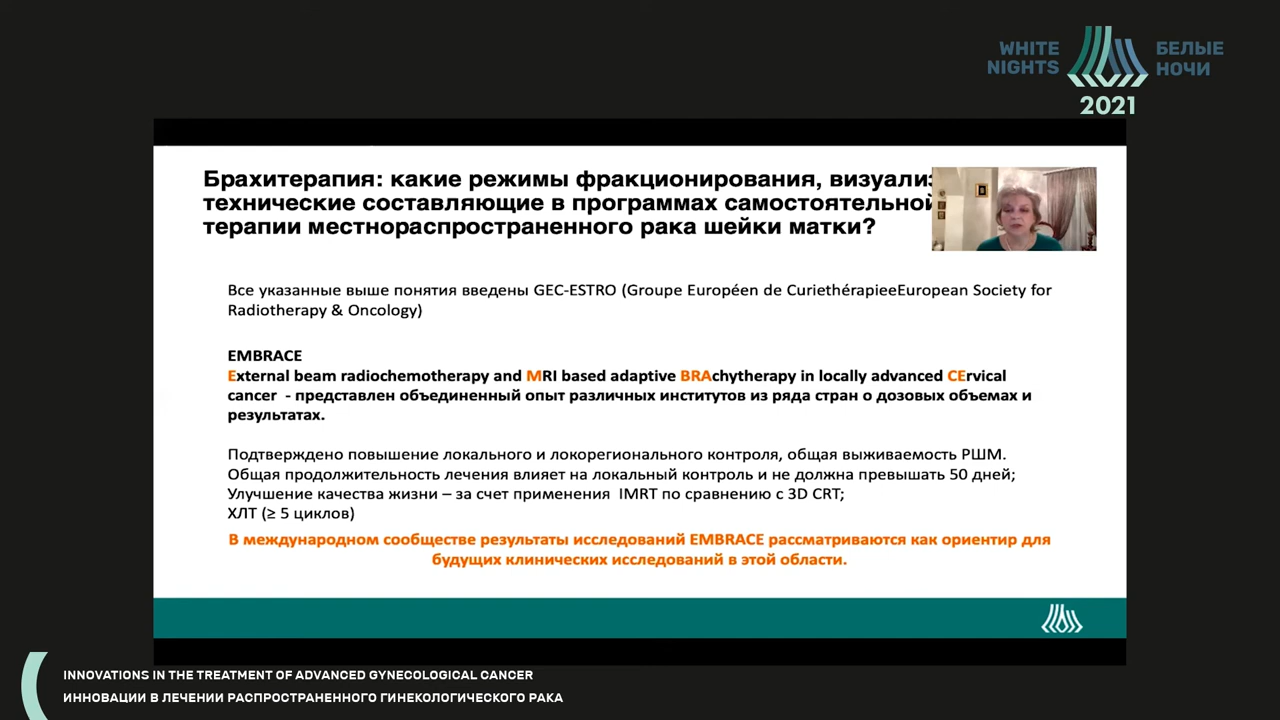 WHITE
NIGHTS
БЕЛЫЕ
НОЧИ
2021
Брахитерапия: какие режимы фракционирования,
технические составляющие в программах самостоятельной
терапии местнораспространенного рака шейки матки?
Все указанные выше понятия введены GEC-ESTRO (Groupe Européen de CuriethérapieeEuropean Society for
Radiotherapy & Oncology)
EMBRACE
External beam radiochemotherapy and MRI based adaptive BRAchytherapy in locally advanced CErvical
cancer - представлен объединенный опыт различных институтов из ряда стран о дозовых объемах и
результатах.
Подтверждено повышение локального и локорегионального контроля, общая выживаемость РШМ.
Общая продолжительность лечения влияет на локальный контроль и не должна превышать 50 дней;
Улучшение качества жизни – за счет применения IMRT по сравнению с 3D CRT;
ХЛТ (≥ 5 циклов)
В международном сообществе результаты исследований EMBRACE рассматриваются как ориентир для
будущих клинических исследований в этой области.
INNOVATIONS IN THE TREATMENT OF ADVANCED GYNECOLOGICAL CANCER
ИННОВАЦИИ В ЛЕЧЕНИИ РАСПРОСТРАНЕННОГО ГИНЕКОЛОГИЧЕСКОГО РАКА